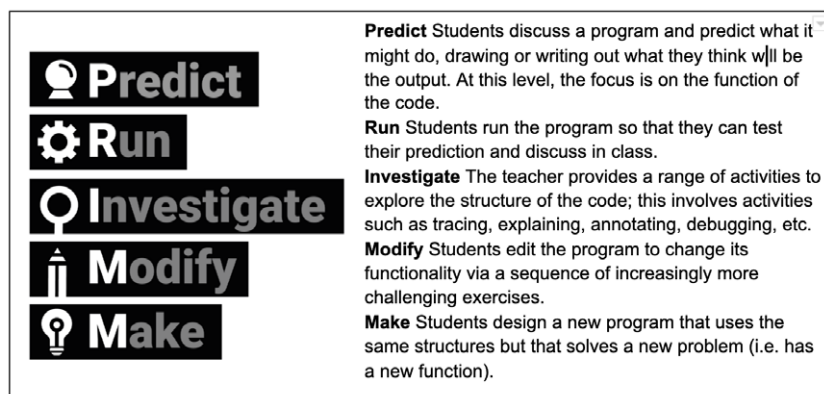 Predict
Run
Investigate
Modify
Make
Predict Students discuss a program and predict what it
might do, drawing or writing out what they think will be
the output. At this level, the focus is on the function of
the code.
Run Students run the program so that they can test
their prediction and discuss in class.
Investigate The teacher provides a range of activities to
explore the structure of the code; this involves activities
such as tracing, explaining, annotating, debugging, etc.
Modify Students edit the program to change its
functionality via a sequence of increasingly more
challenging exercises.
Make Students design a new program that uses the
same structures but that solves a new problem (i.e. has
a new function).